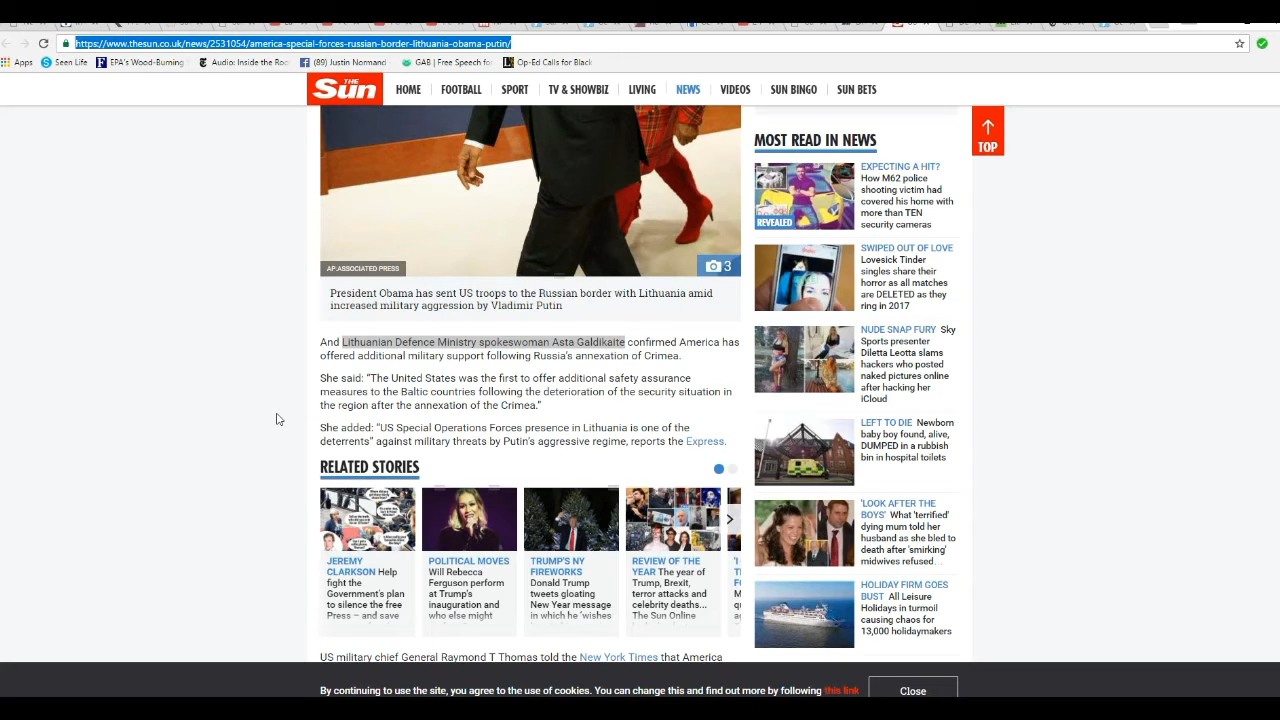 https://www.thesun.co.uk/news/2531054/america-special-forces-russian-border-lithuania-obama-putin/
Apps
Seen Life
EPA's Wood-Burning
Audio: Inside the Roo
(89) Justin Normand
GAB | Free Speech for
Op-Ed Calls for Black
THE
Sun
HOME
FOOTBALL
SPORT
TV & SHOWBIZ
LIVING
NEWS
VIDEOS
SUN BINGO
SUN BETS
TOP
AP:ASSOCIATED PRESS
3
President Obama has sent US troops to the Russian border with Lithuania amid
increased military aggression by Vladimir Putin
And Lithuanian Defence Ministry spokeswoman Asta Galdikaite confirmed America has
offered additional military support following Russia's annexation of Crimea.
She said: “The United States was the first to offer additional safety assurance
measures to the Baltic countries following the deterioration of the security situation in
the region after the annexation of the Crimea.”
She added: “US Special Operations Forces presence in Lithuania is one of the
deterrents” against military threats by Putin's aggressive regime, reports the Express.
RELATED STORIES
JEREMY
CLARKSON Help
fight the
Government's plan
to silence the free
Press – and save
POLITICAL MOVES
Will Rebecca
Ferguson perform
at Trump's
inauguration and
who else might
TRUMP'S NY
FIREWORKS
Donald Trump
tweets gloating
New Year message
in which he 'wishes
REVIEW OF THE
YEAR The year of
Trump, Brexit,
terror attacks and
celebrity deaths...
The Sun Online
US military chief General Raymond T Thomas told the New York Times that America
MOST READ IN NEWS
REVEALED
EXPECTING A HIT?
How M62 police
shooting victim had
covered his home with
more than TEN
security cameras
SWIPED OUT OF LOVE
Lovesick Tinder
singles share their
horror as all matches
are DELETED as they
ring in 2017
NUDE SNAP FURY Sky
Sports presenter
Diletta Leotta slams
hackers who posted
naked pictures online
after hacking her
iCloud
LEFT TO DIE Newborn
baby boy found, alive,
DUMPED in a rubbish
bin in hospital toilets
'LOOK AFTER THE
BOYS' What 'terrified'
dying mum told her
husband as she bled to
death after 'smirking'
midwives refused…
HOLIDAY FIRM GOES
BUST All Leisure
Holidays in turmoil
causing chaos for
13,000 holidaymakers
By continuing to use the site, you agree to the use of cookies. You can change this and find out more by following this link
Close